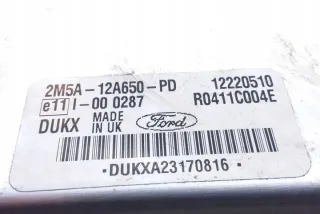 2M5A-12A650-PD 12220510
e11 I-00 0287 R0411C004E
DUKX MADE IN UK Ford
·DUKXA23170816·